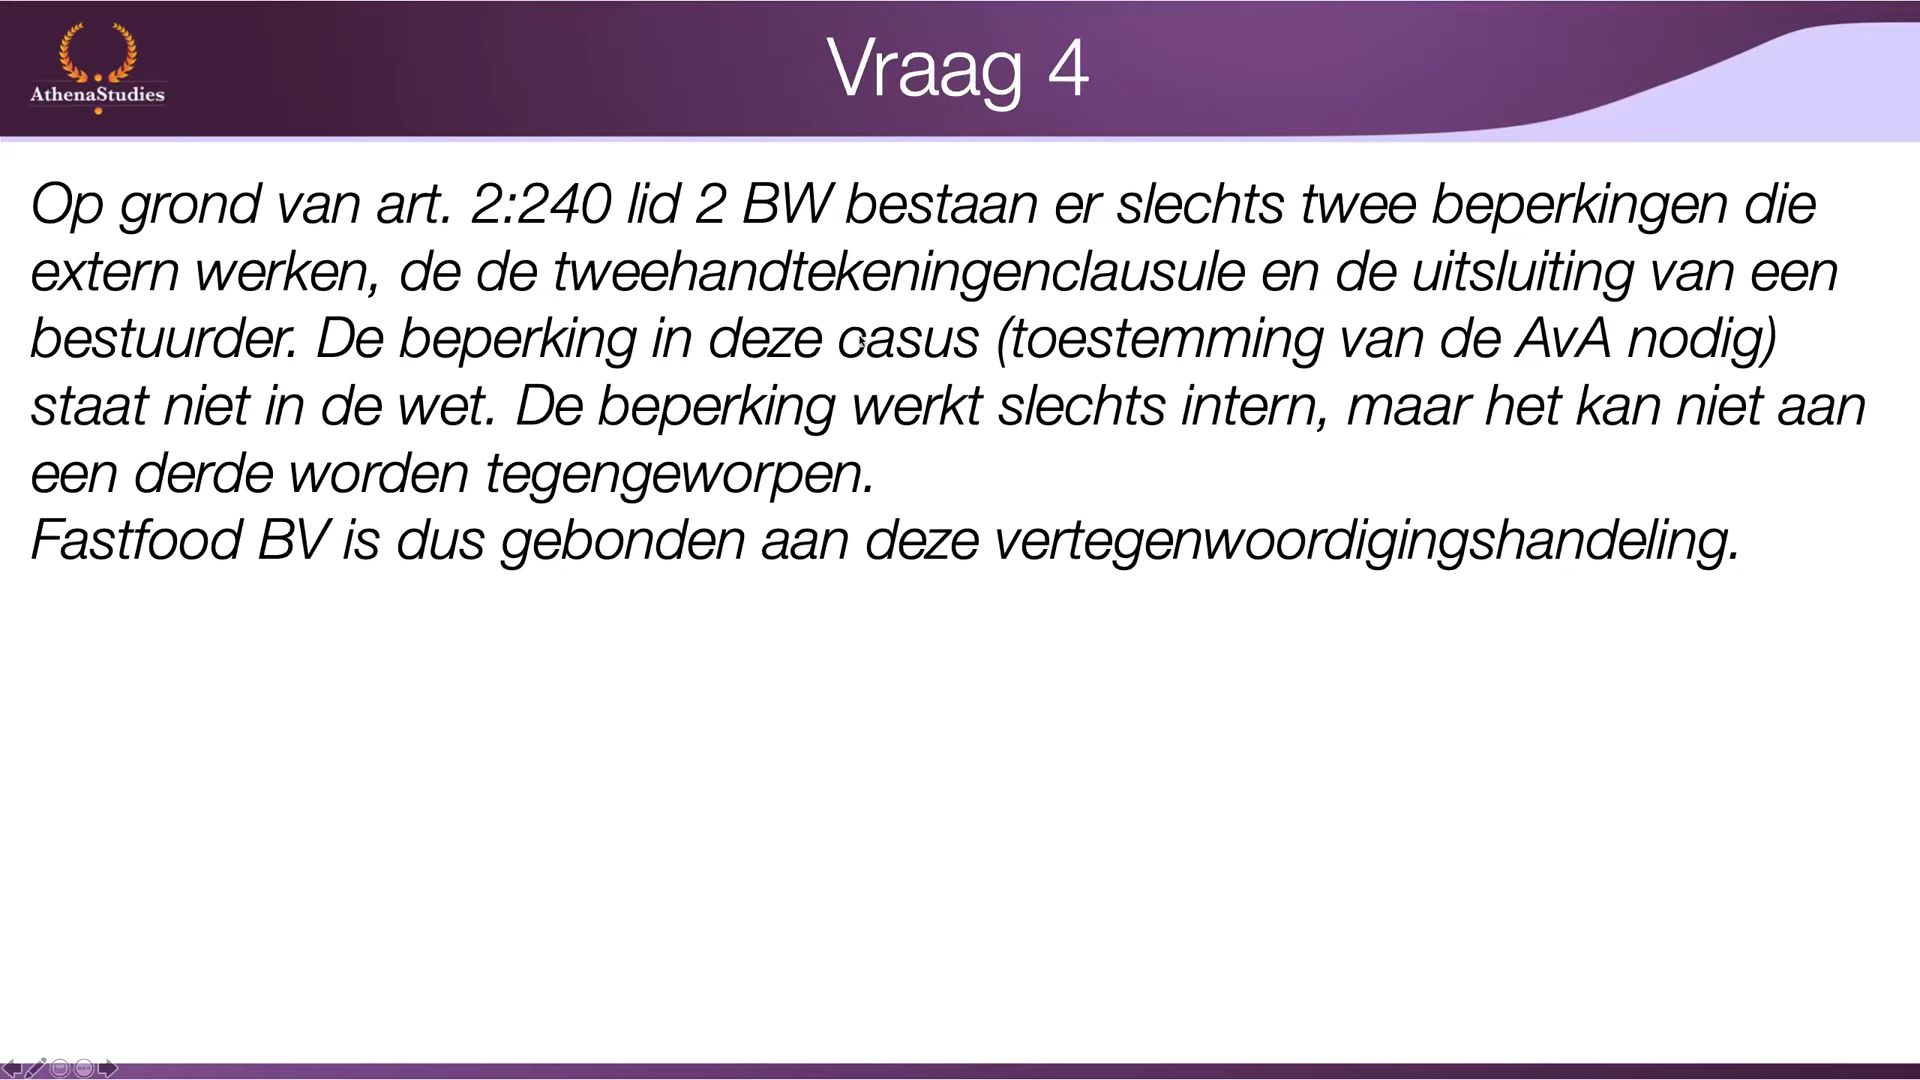 AthenaStudies
Vraag 4
Op grond van art. 2:240 lid 2 BW bestaan er slechts twee beperkingen die
extern werken, de de tweehandtekeningenclausule en de uitsluiting van een
bestuurder. De beperking in deze casus (toestemming van de AvA nodig)
staat niet in de wet. De beperking werkt slechts intern, maar het kan niet aan
een derde worden tegengeworpen.
Fastfood BV is dus gebonden aan deze vertegenwoordigingshandeling.